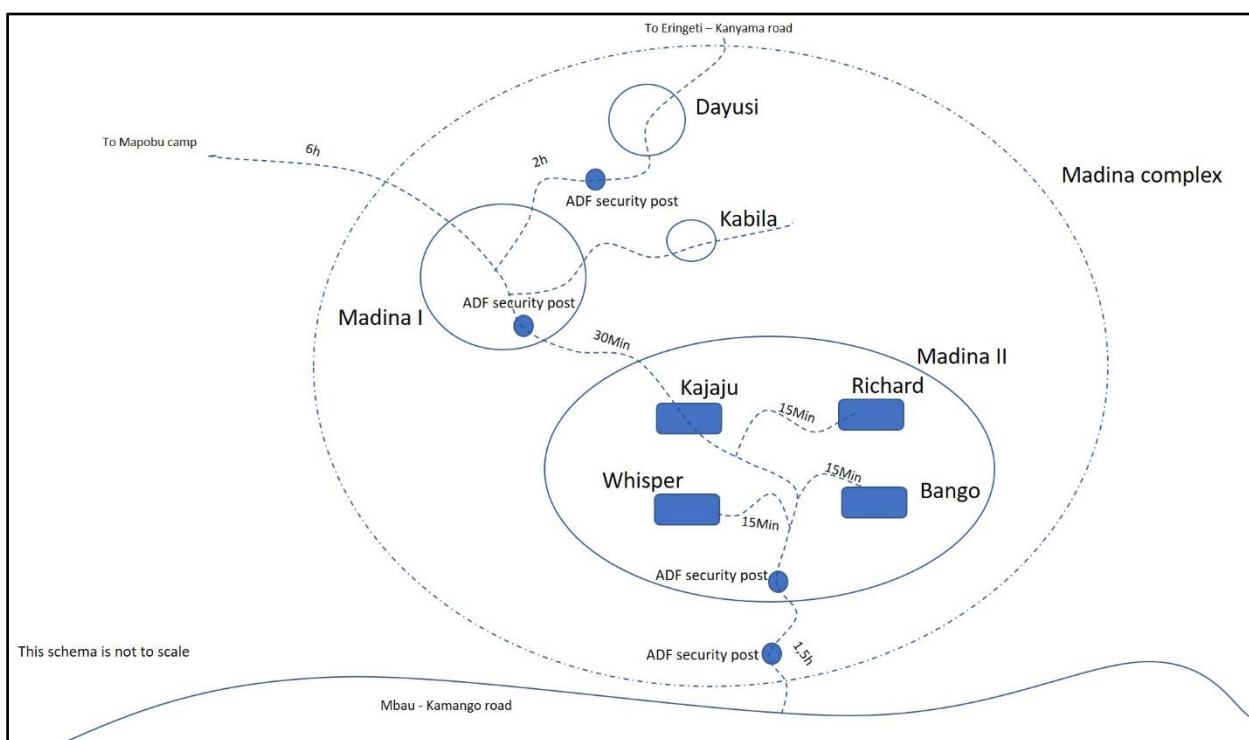 To Eringeti – Kanyama road
Dayusi
To Mapobu camp
6h
2h
ADF security post
Madina complex
Kabila
ADF security post
Madina I
30Min
Madina II
Kajaju
Richard
15Min
Whisper
15Min
Bango
15Min
ADF security post
ADF security post
1,5h
This schema is not to scale
Mbau - Kamango road